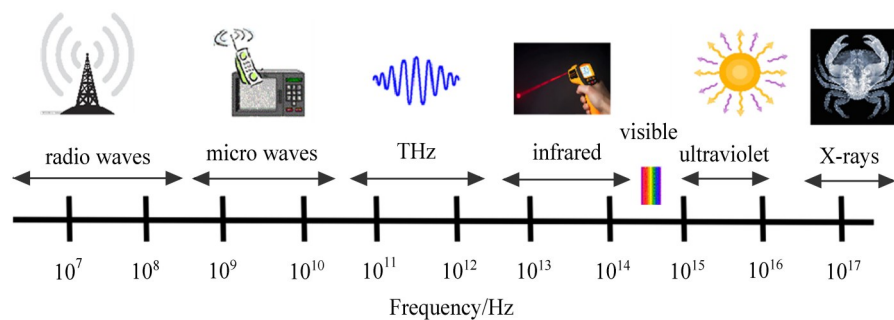 visible
radio waves micro waves THz infrared ultraviolet X-rays
10⁷ 10⁸ 10⁹ 10¹⁰ 10¹¹ 10¹² 10¹³ 10¹⁴ 10¹⁵ 10¹⁶ 10¹⁷
Frequency/Hz